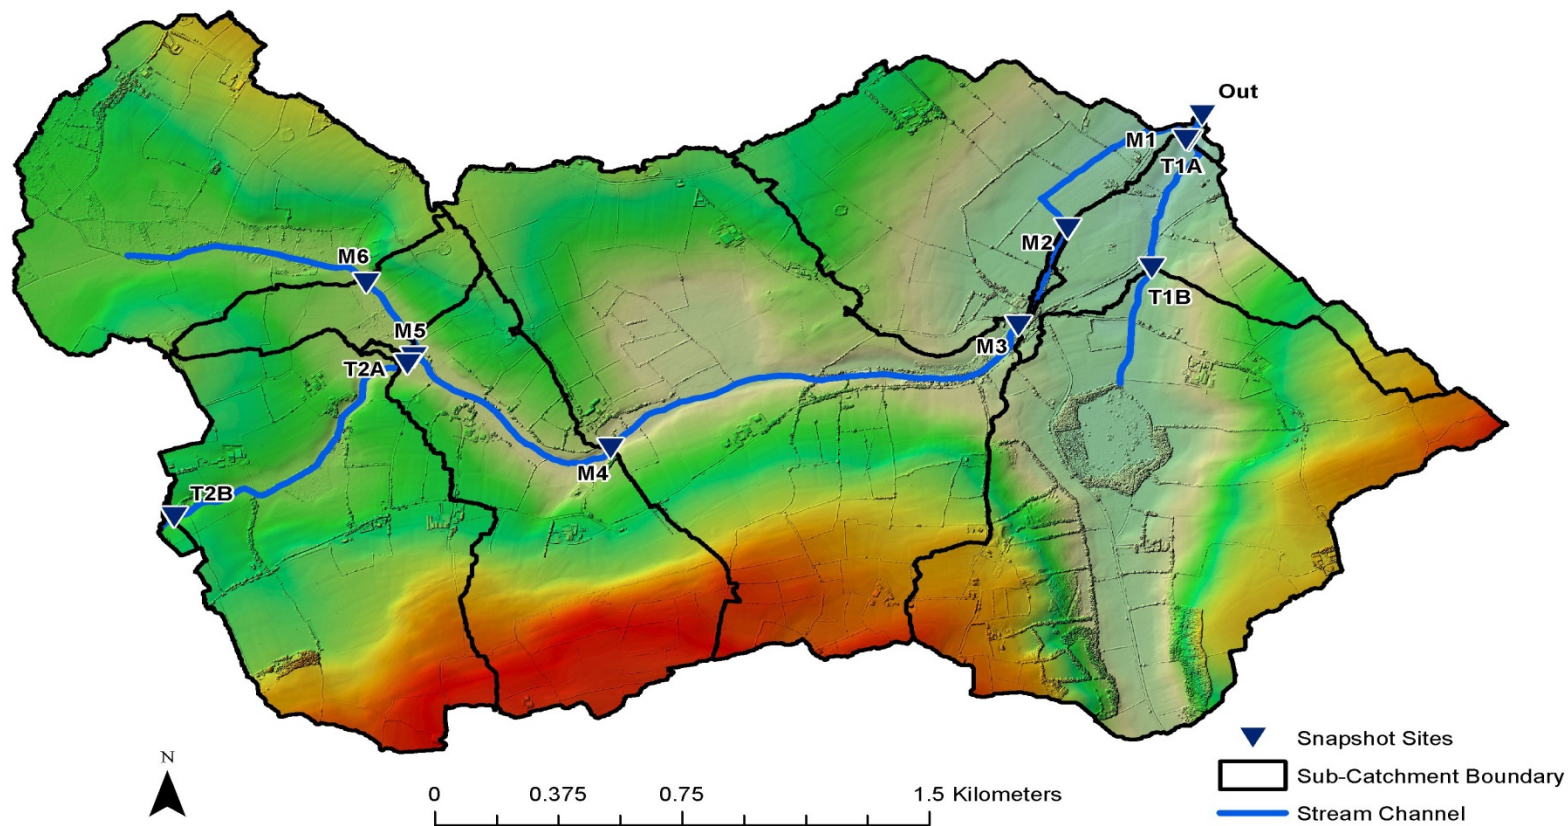 Out
M1
T1A
M2
M6
T1B
M5
M3
T2A
M4
T2B
N
Snapshot Sites
Sub-Catchment Boundary
Stream Channel
0 0.375 0.75 1.5 Kilometers